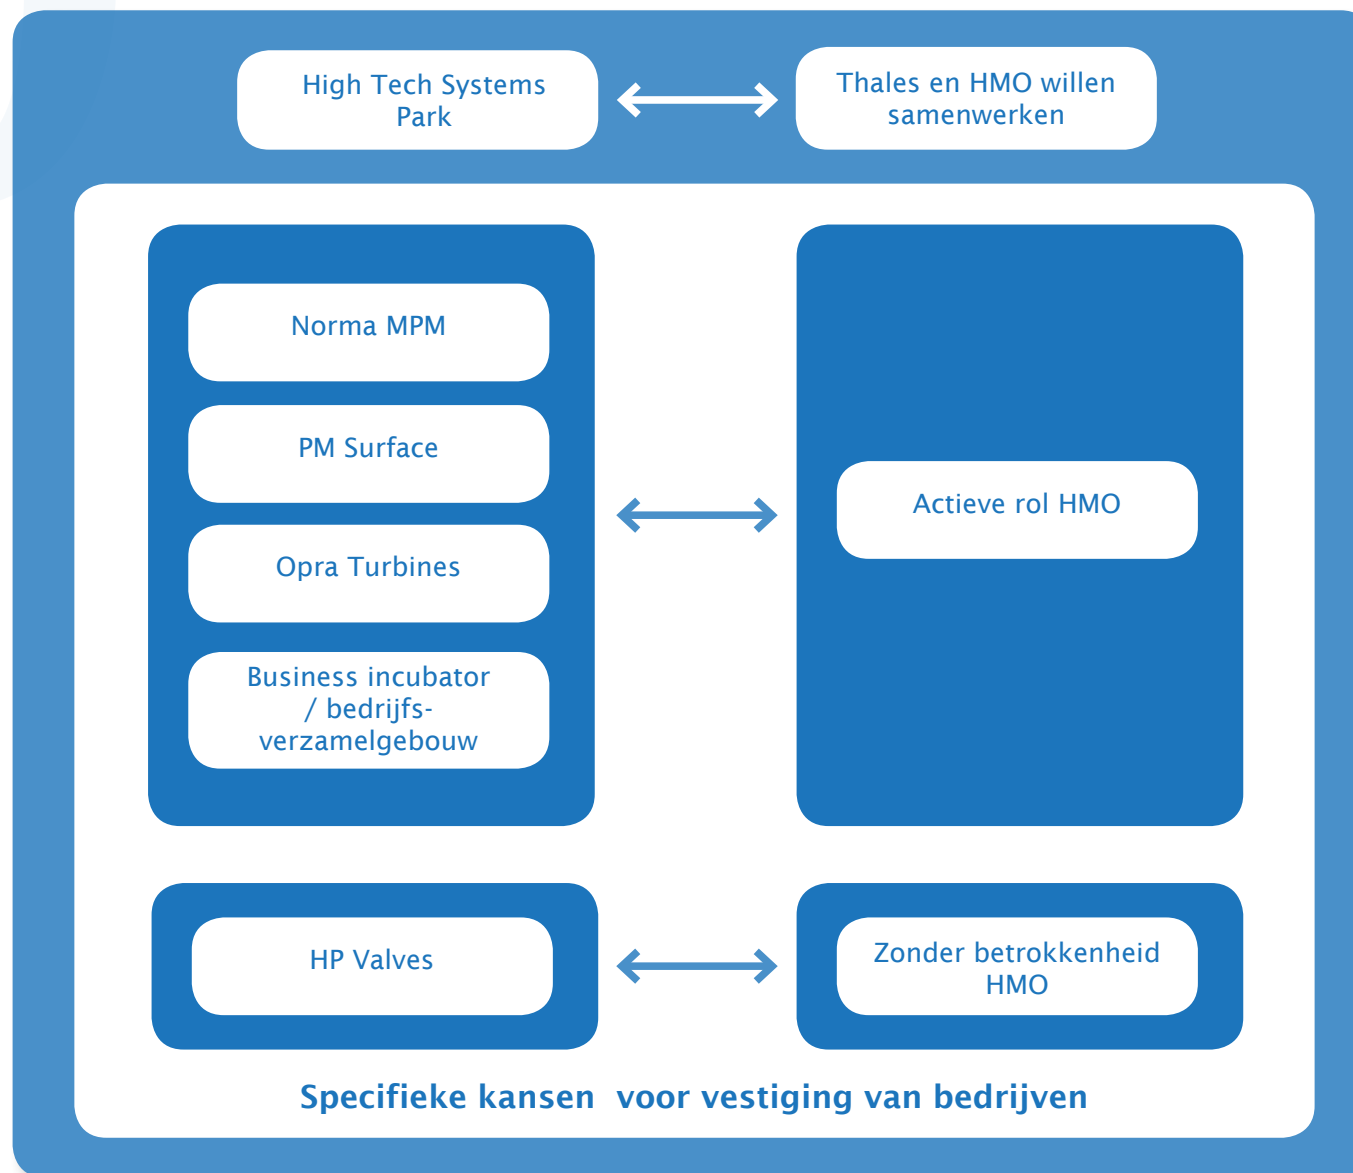 High Tech Systems
Park
Thales en HMO willen
samenwerken
Norma MPM
PM Surface
Opra Turbines
Business incubator
/ bedrijfs-
verzamelgebouw
Actieve rol HMO
HP Valves
Zonder betrokkenheid
HMO
Specifieke kansen voor vestiging van bedrijven